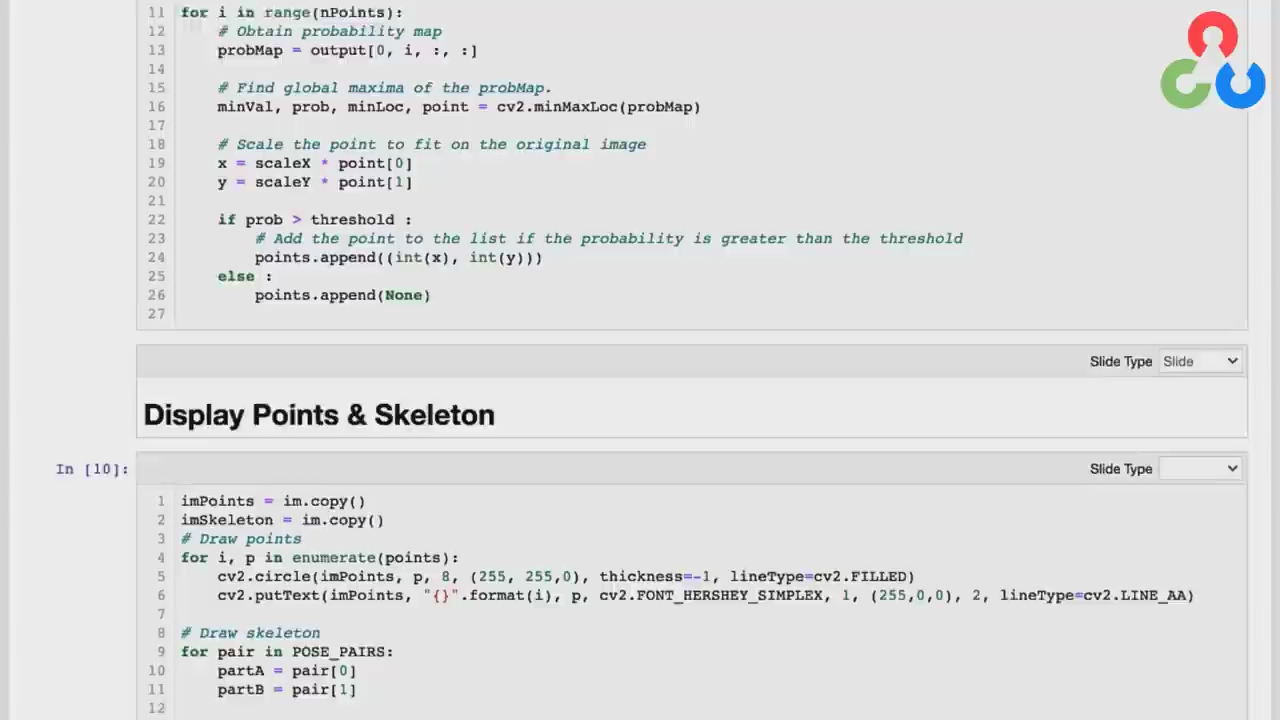 11 for i in range(nPoints):
12     # Obtain probability map
13     probMap = output[0, i, :, :]
14
15     # Find global maxima of the probMap.
16     minVal, prob, minLoc, point = cv2.minMaxLoc(probMap)
17
18     # Scale the point to fit on the original image
19     x = scaleX * point[0]
20     y = scaleY * point[1]
21
22     if prob > threshold :
23         # Add the point to the list if the probability is greater than the threshold
24         points.append((int(x), int(y)))
25     else :
26         points.append(None)
27
Slide Type Slide
Display Points & Skeleton
In [10]:
Slide Type
1 imPoints = im.copy()
2 imSkeleton = im.copy()
3 # Draw points
4 for i, p in enumerate(points):
5     cv2.circle(imPoints, p, 8, (255, 255,0), thickness=-1, lineType=cv2.FILLED)
6     cv2.putText(imPoints, "{}".format(i), p, cv2.FONT_HERSHEY_SIMPLEX, 1, (255,0,0), 2, lineType=cv2.LINE_AA)
7
8 # Draw skeleton
9 for pair in POSE_PAIRS:
10     partA = pair[0]
11     partB = pair[1]
12